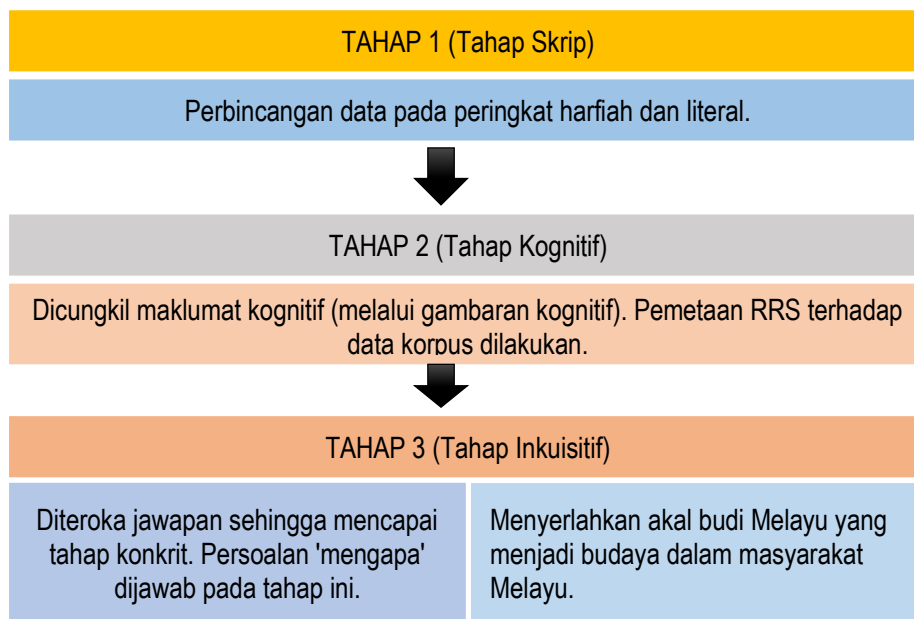 TAHAP 1 (Tahap Skrip)
Perbincangan data pada peringkat harfiah dan literal.
TAHAP 2 (Tahap Kognitif)
Dicungkil maklumat kognitif (melalui gambaran kognitif). Pemetaan RRS terhadap
data korpus dilakukan.
TAHAP 3 (Tahap Inkuisitif)
Diteroka jawapan sehingga mencapai
tahap konkrit. Persoalan 'mengapa'
dijawab pada tahap ini.
Menyerlahkan akal budi Melayu yang
menjadi budaya dalam masyarakat
Melayu.